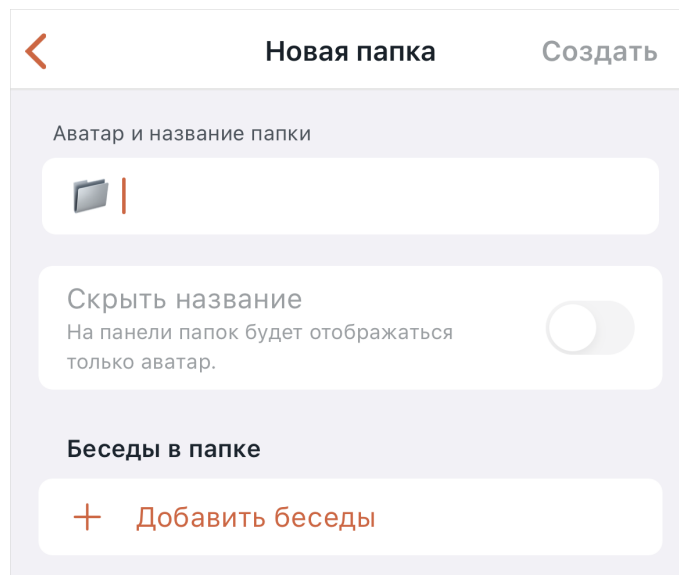 Новая папка
Создать
Аватар и название папки
Скрыть название
На панели папок будет отображаться
только аватар.
Беседы в папке
Добавить беседы